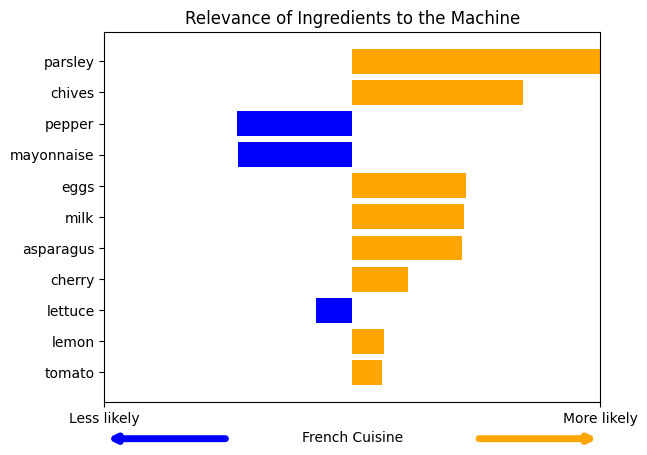 Relevance of Ingredients to the Machine
parsley
chives
pepper
mayonnaise
eggs
milk
asparagus
cherry
lettuce
lemon
tomato
Less likely
More likely
French Cuisine